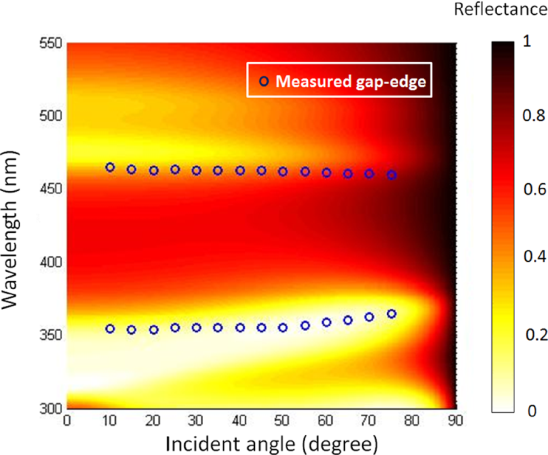 Reflectance
Measured gap-edge
Wavelength (nm)
550
500
450
400
350
300
0 10 20 30 40 50 60 70 80 90
Incident angle (degree)
1
0.8
0.6
0.4
0.2
0